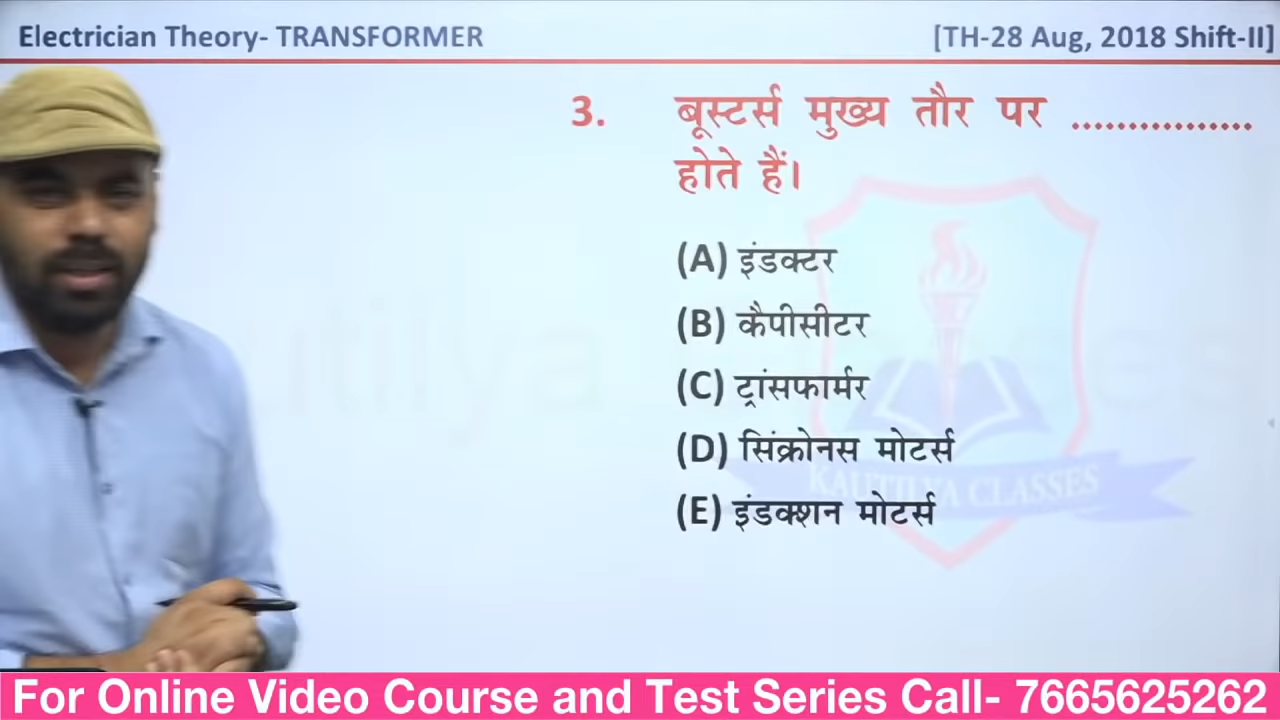 Electrician Theory- TRANSFORMER
[TH-28 Aug, 2018 Shift-II]
3. बूस्टर्स मुख्य तौर पर ................
होते हैं।
(A) इंडक्टर
(B) कैपीसीटर
(C) ट्रांसफार्मर
(D) सिंक्रोनस मोटर्स
(E) इंडक्शन मोटर्स
KAUTILYA CLASSES
For Online Video Course and Test Series Call- 7665625262